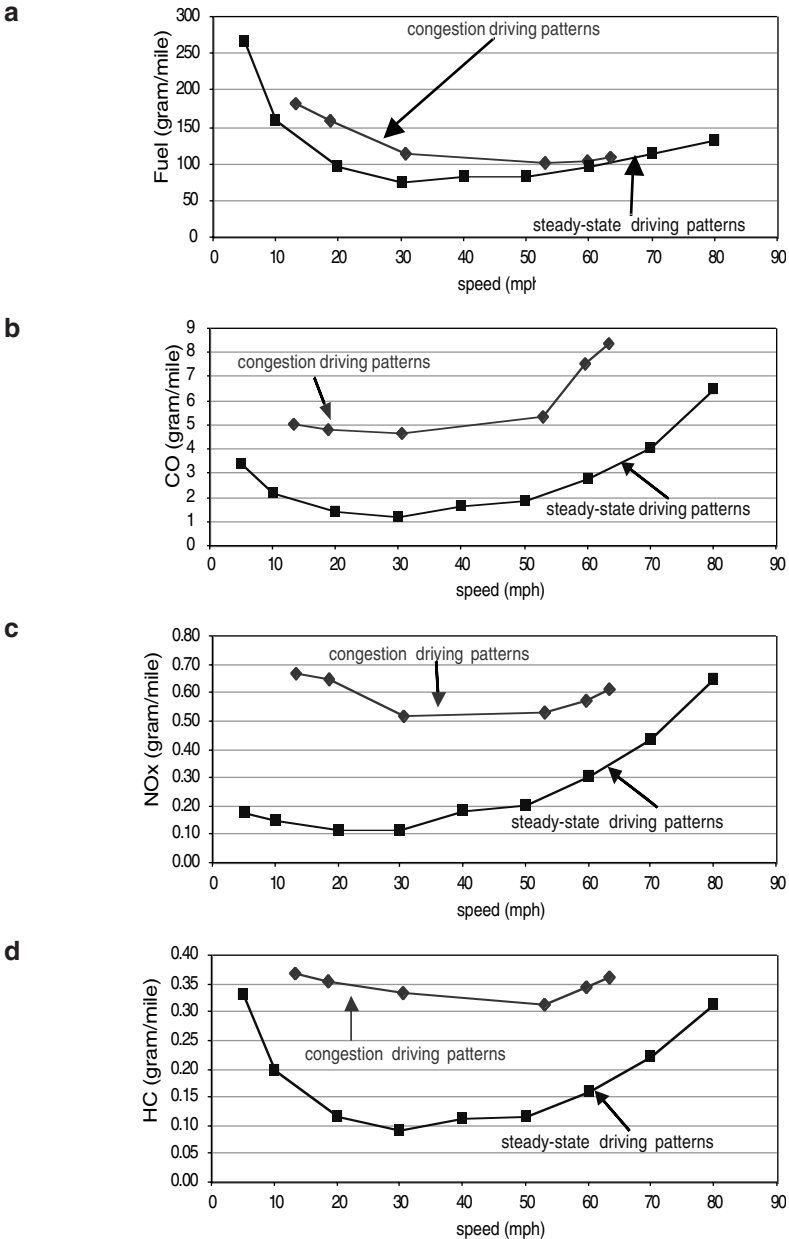 a
Fuel (gram/mile)
300
250
200
150
100
50
0
congestion driving patterns
steady-state driving patterns
0 10 20 30 40 50 60 70 80 90
speed (mph
b
CO (gram/mile)
9
8
7
6
5
4
3
2
1
0
congestion driving patterns
steady-state driving patterns
0 10 20 30 40 50 60 70 80 90
speed (mph)
c
NOx (gram/mile)
0.80
0.70
0.60
0.50
0.40
0.30
0.20
0.10
0.00
congestion driving patterns
steady-state driving patterns
0 10 20 30 40 50 60 70 80 90
speed (mph)
d
HC (gram/mile)
0.40
0.35
0.30
0.25
0.20
0.15
0.10
0.05
0.00
congestion driving patterns
steady-state driving patterns
0 10 20 30 40 50 60 70 80 90
speed (mph)